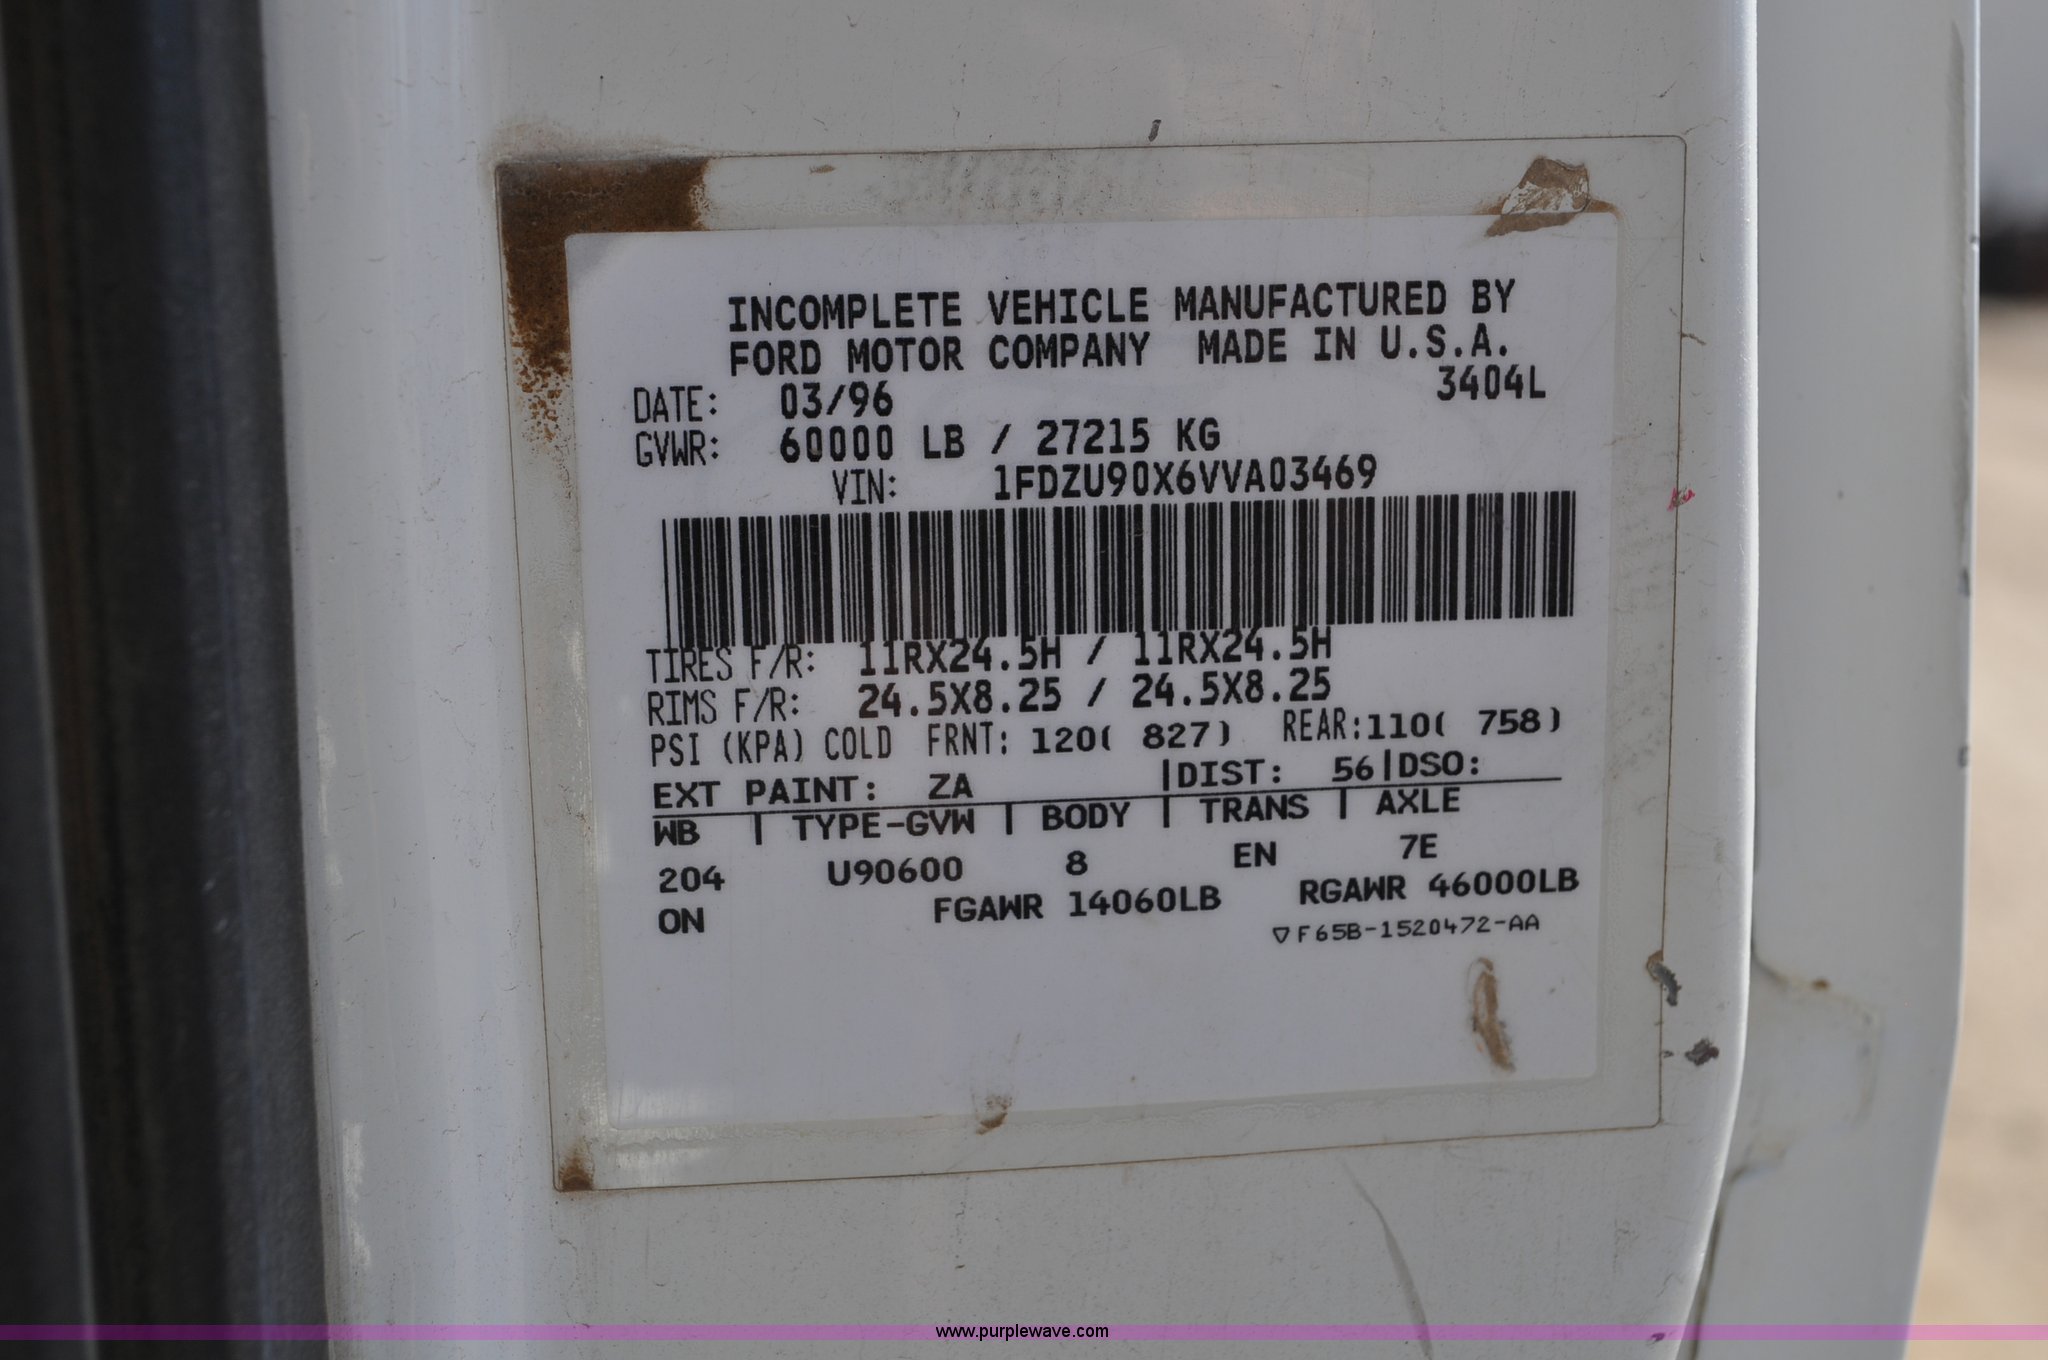 INCOMPLETE VEHICLE MANUFACTURED BY
FORD MOTOR COMPANY MADE IN U.S.A.
3404L
DATE: 03/96
GVWR: 60000 LB / 27215 KG
VIN: 1FDZU90X6VVA03469
TIRES F/R: 11RX24.5H / 11RX24.5H
RIMS F/R: 24.5X8.25 / 24.5X8.25
PSI (KPA) COLD FRNT: 120( 827) REAR:110( 758)
EXT PAINT: ZA |DIST: 56|DSO:
WB | TYPE-GVW | BODY | TRANS | AXLE
204 U90600 8 EN 7E
ON FGAWR 14060LB RGAWR 46000LB
▽F65B-1520472-AA
www.purplewave.com